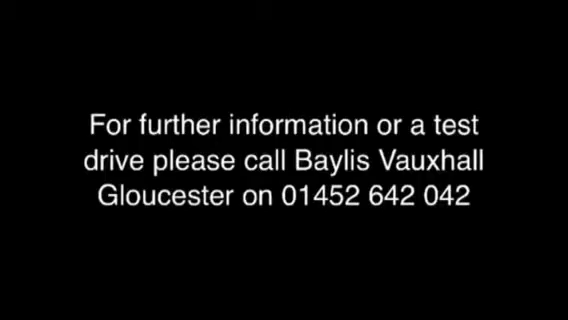 For further information or a test
drive please call Baylis Vauxhall
Gloucester on 01452 642 042